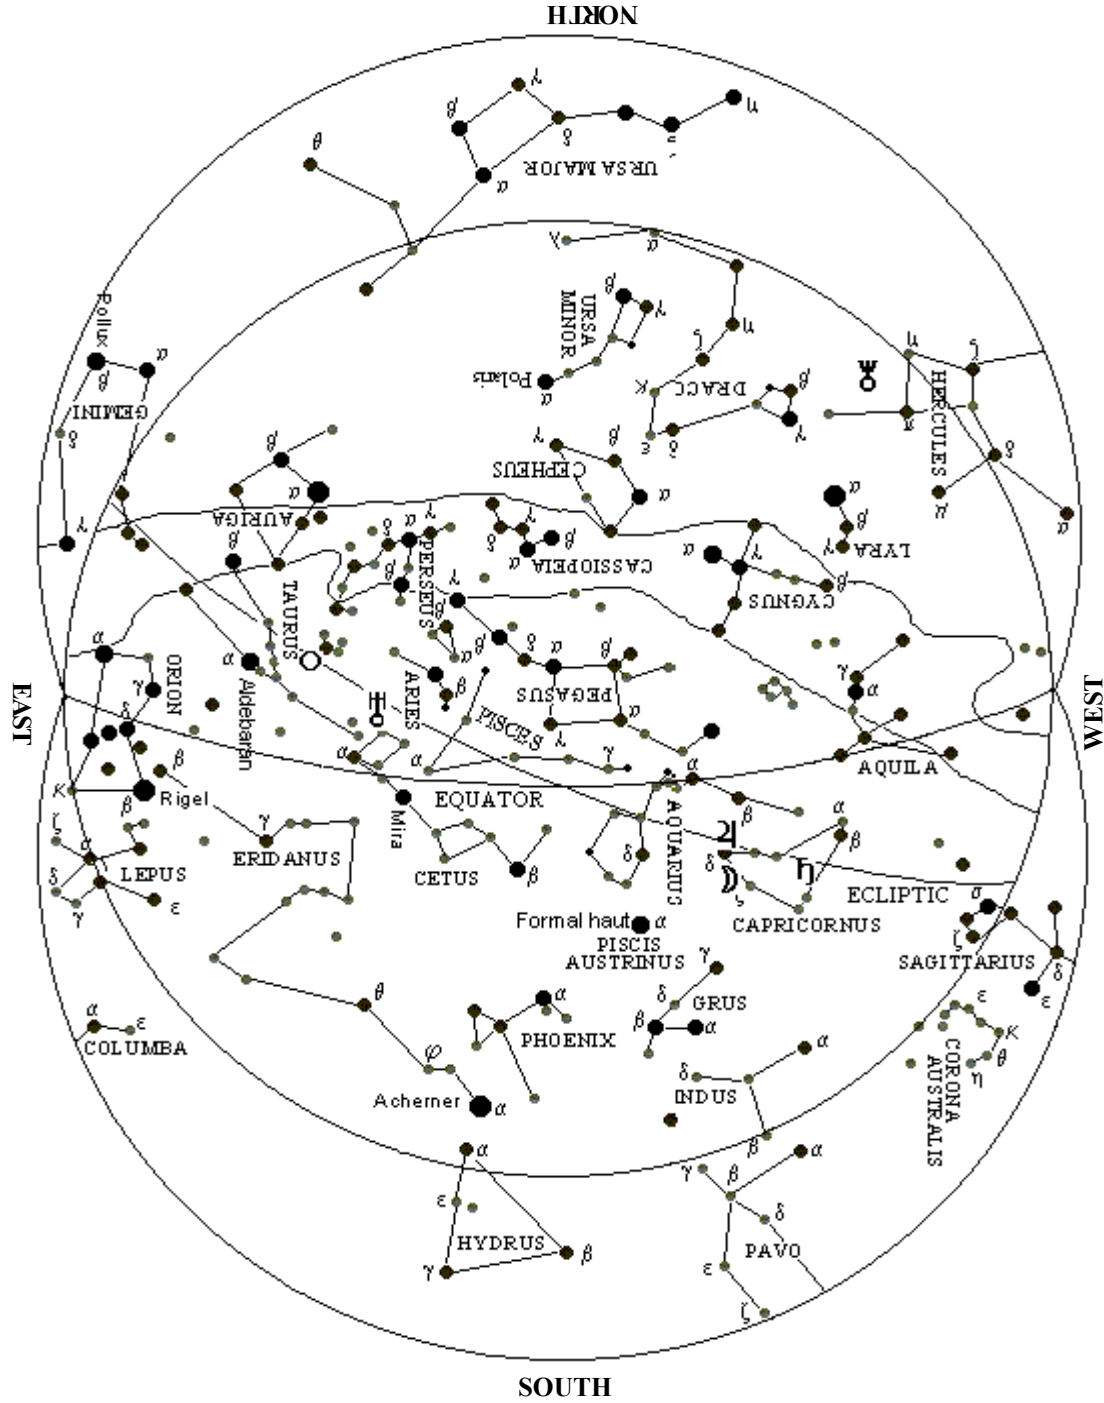 NORTH
γ
β
η
δ
θ
URSA MAJOR
α
λ
α
β
URSA MINOR
γ
η
ζ
Pollux
α
β
Polaris
α
κ
DRACO
β
γ
ε
δ
η
ζ
π
HERCULES
GEMINI
δ
β
α
AURIGA
γ
β
CEPHEUS
α
α
β
γ
LYRA
δ
μ
α
γ
β
δ
α
γ
β
PERSEUS
δ
γ
α
β
CASSIOPEIA
α
γ
CYGNUS
β
TAURUS
γ
β
δ
α
β
α
α
ORION
γ
δ
α
Aldebaran
ARIES
β
PEGASUS
γ
α
PISCES
γ
α
γ
α
AQUILA
EAST
WEST
κ
β
Rigel
β
α
α
Mira
EQUATOR
α
β
AQUARIUS
α
β
ζ
α
LEPUS
δ
γ
ε
γ
ERIDANUS
CETUS
β
δ
δ
ECLIPTIC
CAPRICORNUS
Formal haut
α
PISCIS
AUSTRINUS
σ
ζ
SAGITTARIUS
δ
ε
α
ε
COLUMBA
θ
α
PHOENIX
γ
δ
GRUS
β
α
ε
κ
θ
η
CORONA AUSTRALIS
φ
Acherner
α
δ
α
INDUS
β
α
ε
HYDRUS
γ
β
γ
β
α
δ
PAVO
ε
ζ
SOUTH